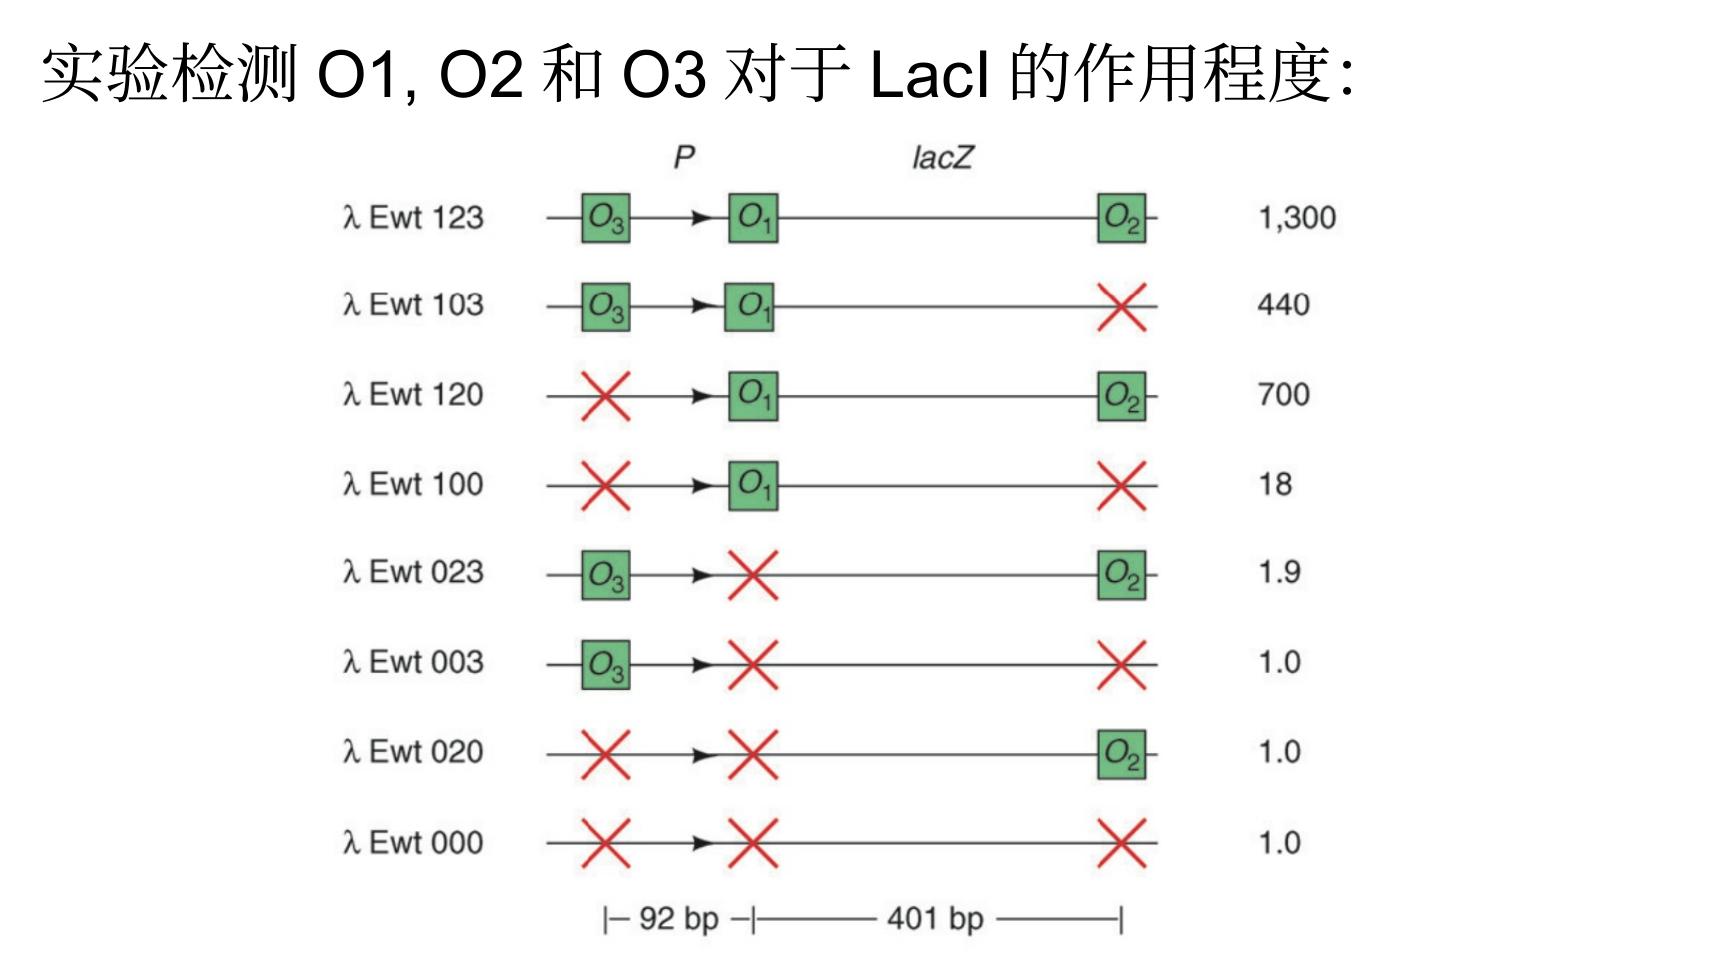 实验检测 O1, O2 和 O3 对于 LacI 的作用程度：
P lacZ
λ Ewt 123 O3 O1 O2 1,300
λ Ewt 103 O3 O1 440
λ Ewt 120 O1 O2 700
λ Ewt 100 O1 18
λ Ewt 023 O3 O2 1.9
λ Ewt 003 O3 1.0
λ Ewt 020 O2 1.0
λ Ewt 000 1.0
92 bp 401 bp